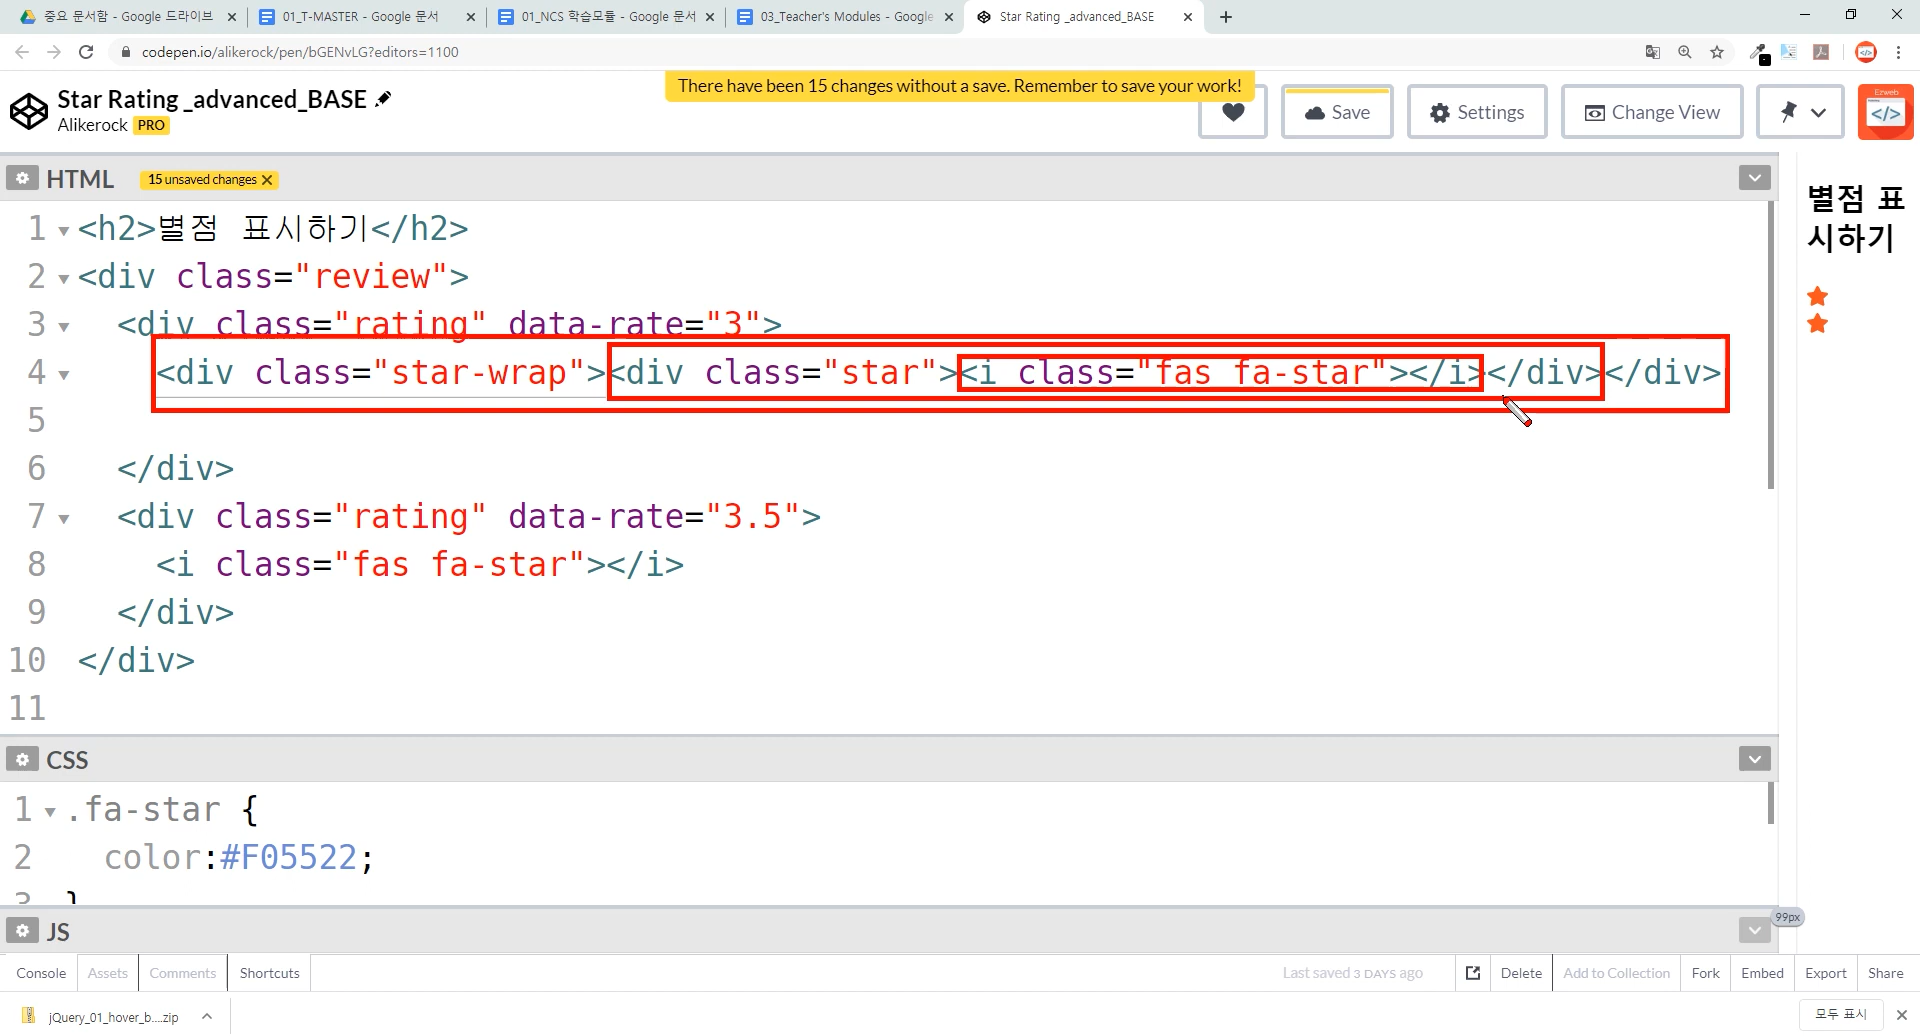 중요 문서함 - Google 드라이브
01_T-MASTER - Google 문서
01_NCS 학습모듈 - Google 문서
03_Teacher's Modules - Google
Star Rating _advanced_BASE
codepen.io/alikerock/pen/bGENvLG?editors=1100
There have been 15 changes without a save. Remember to save your work!
Star Rating _advanced_BASE
Alikerock PRO
Save
Settings
Change View
Ezweb
</>
HTML
15 unsaved changes
1 <h2>별점 표시하기</h2>
2 <div class="review">
3 <div class="rating" data-rate="3">
4 <div class="star-wrap"><div class="star"><i class="fas fa-star"></i></div></div>
5
6 </div>
7 <div class="rating" data-rate="3.5">
8 <i class="fas fa-star"></i>
9 </div>
10 </div>
11
별점 표
시하기
CSS
1 .fa-star {
2 color:#F05522;
3 }
JS
99px
Console
Assets
Comments
Shortcuts
Last saved 3 DAYS ago
Delete
Add to Collection
Fork
Embed
Export
Share
jQuery_01_hover_b....zip
모두 표시